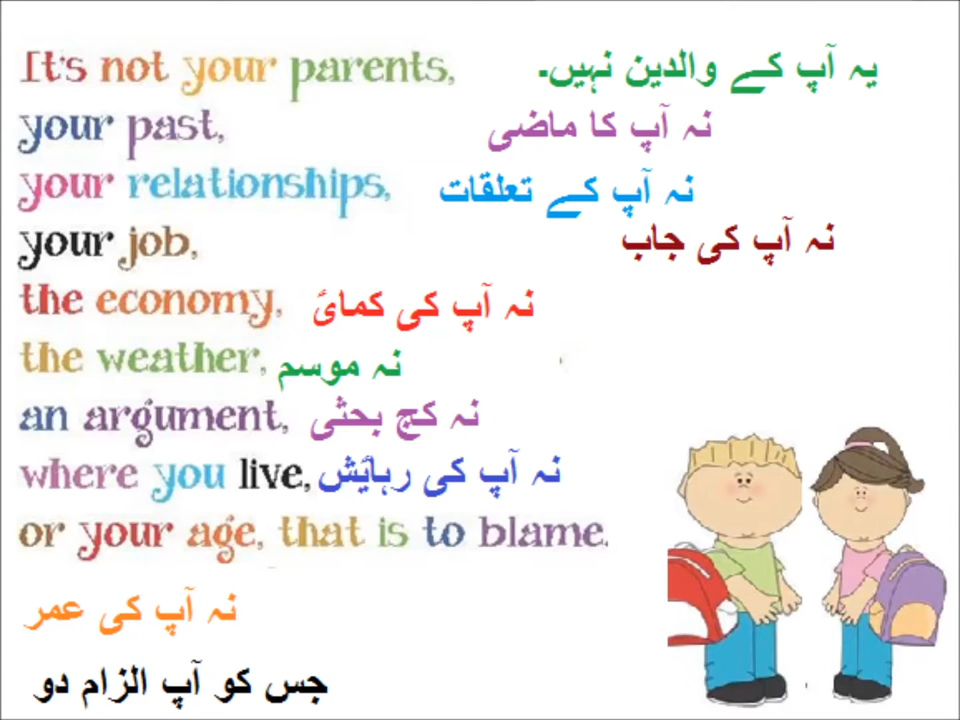 It's not your parents, یہ آپ کے والدین نہیں۔
your past, نہ آپ کا ماضی
your relationships, نہ آپ کے تعلقات
your job, نہ آپ کی جاب
the economy, نہ آپ کی کمائ
the weather, نہ موسم
an argument, نہ کج بحثی
where you live, نہ آپ کی رہائش
or your age, that is to blame.
نہ آپ کی عمر
جس کو آپ الزام دو